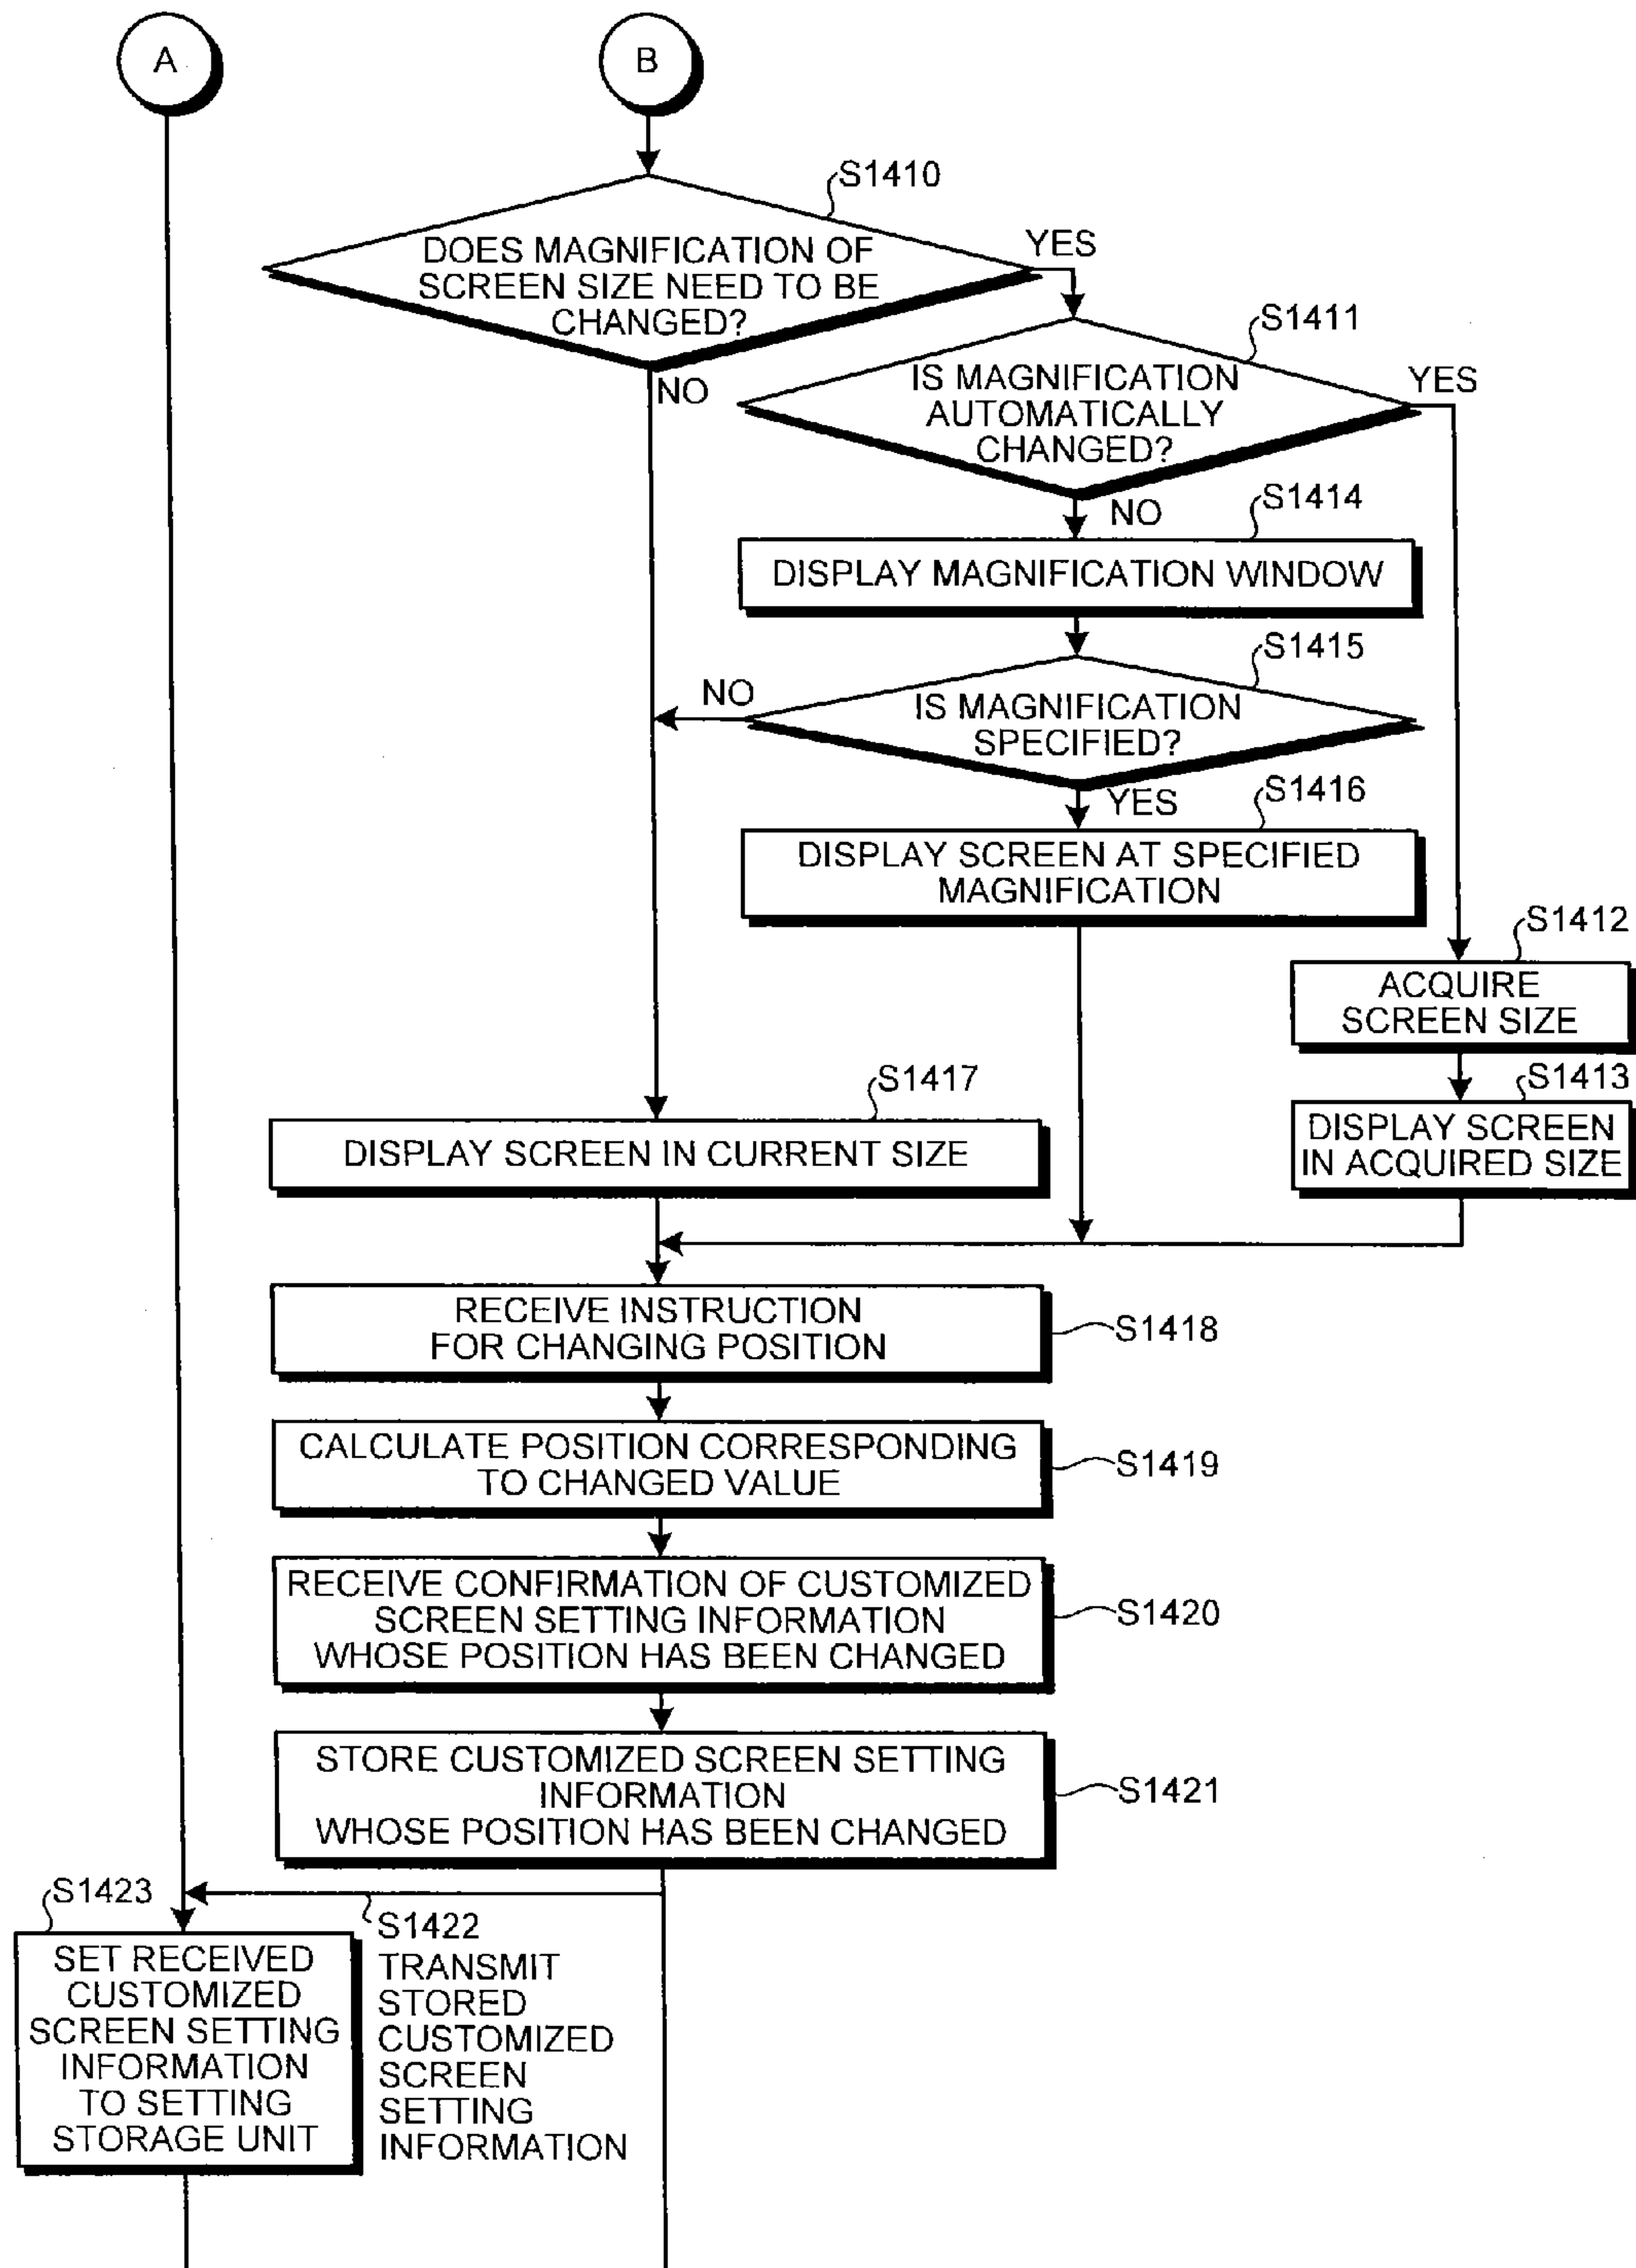 A
B
S1410
DOES MAGNIFICATION OF
SCREEN SIZE NEED TO BE
CHANGED?
YES
NO
S1411
IS MAGNIFICATION
AUTOMATICALLY
CHANGED?
YES
NO
S1414
DISPLAY MAGNIFICATION WINDOW
S1415
IS MAGNIFICATION
SPECIFIED?
NO
YES
S1416
DISPLAY SCREEN AT SPECIFIED
MAGNIFICATION
S1412
ACQUIRE
SCREEN SIZE
S1413
DISPLAY SCREEN
IN ACQUIRED SIZE
S1417
DISPLAY SCREEN IN CURRENT SIZE
RECEIVE INSTRUCTION
FOR CHANGING POSITION
S1418
CALCULATE POSITION CORRESPONDING
TO CHANGED VALUE
S1419
RECEIVE CONFIRMATION OF CUSTOMIZED
SCREEN SETTING INFORMATION
WHOSE POSITION HAS BEEN CHANGED
S1420
STORE CUSTOMIZED SCREEN SETTING
INFORMATION
WHOSE POSITION HAS BEEN CHANGED
S1421
S1423
SET RECEIVED
CUSTOMIZED
SCREEN SETTING
INFORMATION
TO SETTING
STORAGE UNIT
S1422
TRANSMIT
STORED
CUSTOMIZED
SCREEN
SETTING
INFORMATION